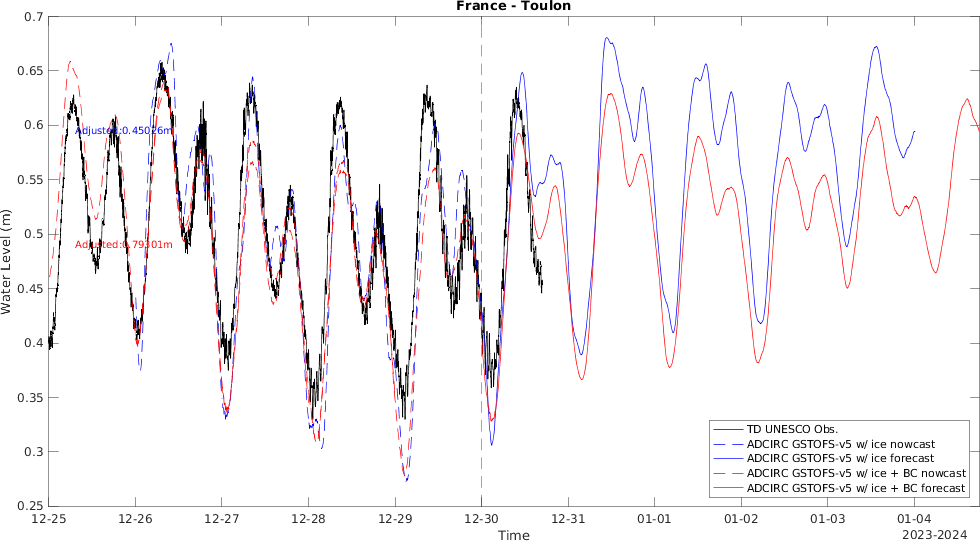 France - Toulon
0.7
0.65
0.6
0.55
0.5
0.45
0.4
0.35
0.3
0.25
Water Level (m)
Adjusted:0.45026m
Adjusted:0.79301m
TD UNESCO Obs.
ADCIRC GSTOFS-v5 w/ ice nowcast
ADCIRC GSTOFS-v5 w/ ice forecast
ADCIRC GSTOFS-v5 w/ ice + BC nowcast
ADCIRC GSTOFS-v5 w/ ice + BC forecast
12-25 12-26 12-27 12-28 12-29 12-30 12-31 01-01 01-02 01-03 01-04
Time
2023-2024